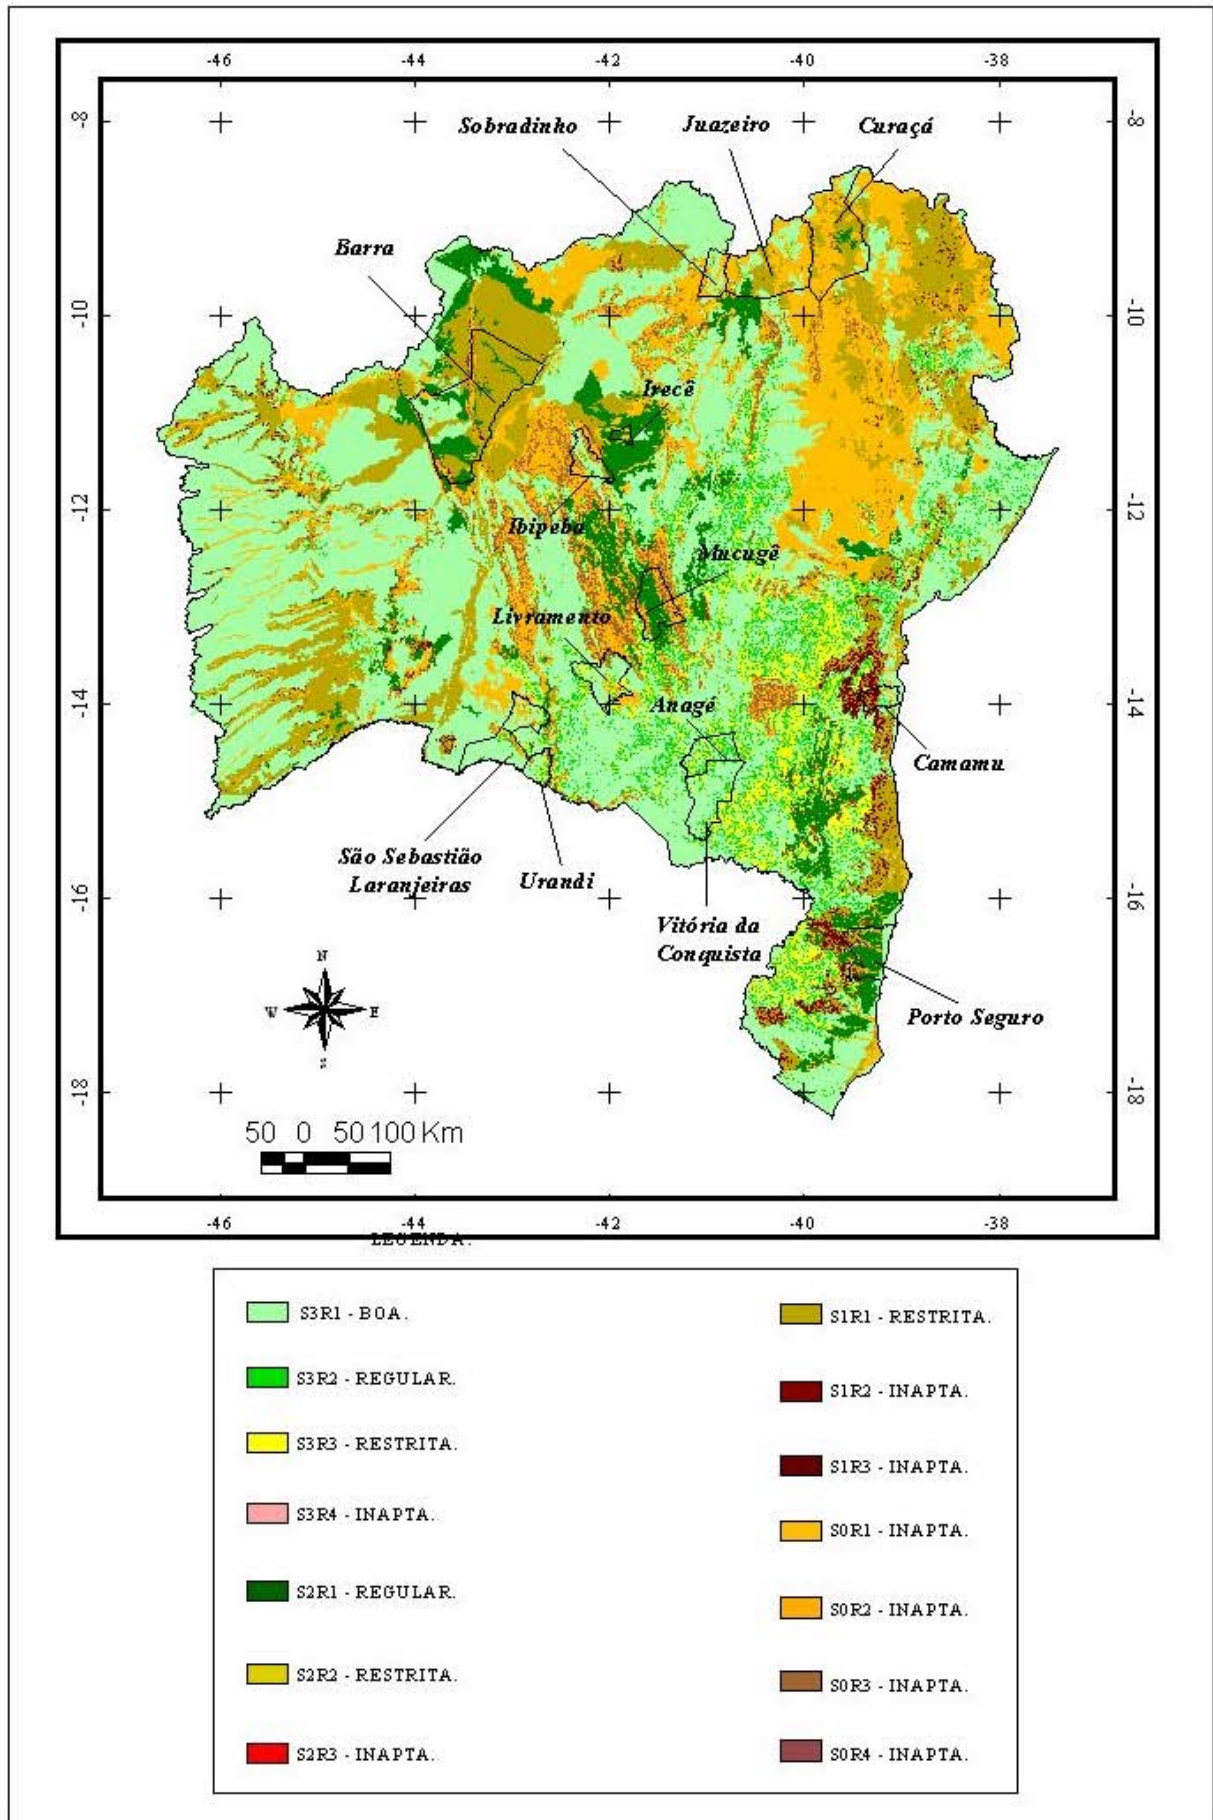 -46 -44 -42 -40 -38
-8 -8
Sobradinho Juazeiro Curaçá
Barra
-10 -10
Irecê
-12 -12
Ibipeba
Mucugê
Livramento
-14 -14
Anagé
Camamu
São Sebastião
Laranjeiras
Urandi
-16 -16
Vitória da
Conquista
N
W E
S
Porto Seguro
-18 -18
50 0 50 100 Km
-46 -44 -42 -40 -38
LEGENDA.
S3R1 - BOA.
S3R2 - REGULAR.
S3R3 - RESTRITA.
S3R4 - INAPTA.
S2R1 - REGULAR.
S2R2 - RESTRITA.
S2R3 - INAPTA.
S1R1 - RESTRITA.
S1R2 - INAPTA.
S1R3 - INAPTA.
S0R1 - INAPTA.
S0R2 - INAPTA.
S0R3 - INAPTA.
S0R4 - INAPTA.